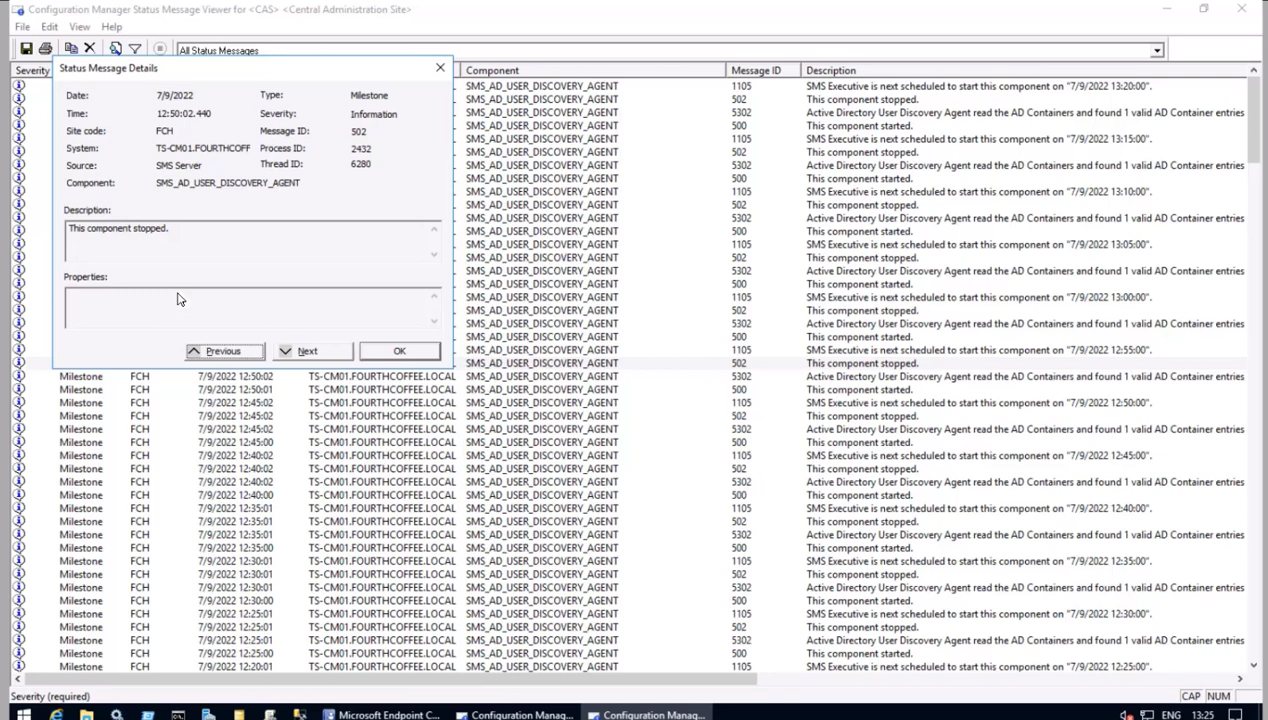 Configuration Manager Status Message Viewer for <CAS> <Central Administration Site>
File Edit View Help
All Status Messages
Severity Component Message ID Description
Status Message Details
Date: 7/9/2022 Type: Milestone
Time: 12:50:02.440 Severity: Information
Site code: FCH Message ID: 502
System: TS-CM01.FOURTHCOFF Process ID: 2432
Source: SMS Server Thread ID: 6280
Component: SMS_AD_USER_DISCOVERY_AGENT
Description:
This component stopped.
Properties:
Previous Next OK
SMS_AD_USER_DISCOVERY_AGENT 1105 SMS Executive is next scheduled to start this component on "7/9/2022 13:20:00".
SMS_AD_USER_DISCOVERY_AGENT 502 This component stopped.
SMS_AD_USER_DISCOVERY_AGENT 5302 Active Directory User Discovery Agent read the AD Containers and found 1 valid AD Container entries
SMS_AD_USER_DISCOVERY_AGENT 500 This component started.
SMS_AD_USER_DISCOVERY_AGENT 1105 SMS Executive is next scheduled to start this component on "7/9/2022 13:15:00".
SMS_AD_USER_DISCOVERY_AGENT 502 This component stopped.
SMS_AD_USER_DISCOVERY_AGENT 5302 Active Directory User Discovery Agent read the AD Containers and found 1 valid AD Container entries
SMS_AD_USER_DISCOVERY_AGENT 500 This component started.
SMS_AD_USER_DISCOVERY_AGENT 1105 SMS Executive is next scheduled to start this component on "7/9/2022 13:10:00".
SMS_AD_USER_DISCOVERY_AGENT 502 This component stopped.
SMS_AD_USER_DISCOVERY_AGENT 5302 Active Directory User Discovery Agent read the AD Containers and found 1 valid AD Container entries
SMS_AD_USER_DISCOVERY_AGENT 500 This component started.
SMS_AD_USER_DISCOVERY_AGENT 1105 SMS Executive is next scheduled to start this component on "7/9/2022 13:05:00".
SMS_AD_USER_DISCOVERY_AGENT 502 This component stopped.
SMS_AD_USER_DISCOVERY_AGENT 5302 Active Directory User Discovery Agent read the AD Containers and found 1 valid AD Container entries
SMS_AD_USER_DISCOVERY_AGENT 500 This component started.
SMS_AD_USER_DISCOVERY_AGENT 1105 SMS Executive is next scheduled to start this component on "7/9/2022 13:00:00".
SMS_AD_USER_DISCOVERY_AGENT 502 This component stopped.
SMS_AD_USER_DISCOVERY_AGENT 5302 Active Directory User Discovery Agent read the AD Containers and found 1 valid AD Container entries
SMS_AD_USER_DISCOVERY_AGENT 500 This component started.
SMS_AD_USER_DISCOVERY_AGENT 1105 SMS Executive is next scheduled to start this component on "7/9/2022 12:55:00".
SMS_AD_USER_DISCOVERY_AGENT 502 This component stopped.
Milestone FCH 7/9/2022 12:50:02 TS-CM01.FOURTHCOFFEE.LOCAL SMS_AD_USER_DISCOVERY_AGENT 5302 Active Directory User Discovery Agent read the AD Containers and found 1 valid AD Container entries
Milestone FCH 7/9/2022 12:50:01 TS-CM01.FOURTHCOFFEE.LOCAL SMS_AD_USER_DISCOVERY_AGENT 500 This component started.
Milestone FCH 7/9/2022 12:45:02 TS-CM01.FOURTHCOFFEE.LOCAL SMS_AD_USER_DISCOVERY_AGENT 1105 SMS Executive is next scheduled to start this component on "7/9/2022 12:50:00".
Milestone FCH 7/9/2022 12:45:02 TS-CM01.FOURTHCOFFEE.LOCAL SMS_AD_USER_DISCOVERY_AGENT 502 This component stopped.
Milestone FCH 7/9/2022 12:45:02 TS-CM01.FOURTHCOFFEE.LOCAL SMS_AD_USER_DISCOVERY_AGENT 5302 Active Directory User Discovery Agent read the AD Containers and found 1 valid AD Container entries
Milestone FCH 7/9/2022 12:45:00 TS-CM01.FOURTHCOFFEE.LOCAL SMS_AD_USER_DISCOVERY_AGENT 500 This component started.
Milestone FCH 7/9/2022 12:40:02 TS-CM01.FOURTHCOFFEE.LOCAL SMS_AD_USER_DISCOVERY_AGENT 1105 SMS Executive is next scheduled to start this component on "7/9/2022 12:45:00".
Milestone FCH 7/9/2022 12:40:02 TS-CM01.FOURTHCOFFEE.LOCAL SMS_AD_USER_DISCOVERY_AGENT 502 This component stopped.
Milestone FCH 7/9/2022 12:40:02 TS-CM01.FOURTHCOFFEE.LOCAL SMS_AD_USER_DISCOVERY_AGENT 5302 Active Directory User Discovery Agent read the AD Containers and found 1 valid AD Container entries
Milestone FCH 7/9/2022 12:40:00 TS-CM01.FOURTHCOFFEE.LOCAL SMS_AD_USER_DISCOVERY_AGENT 500 This component started.
Milestone FCH 7/9/2022 12:35:01 TS-CM01.FOURTHCOFFEE.LOCAL SMS_AD_USER_DISCOVERY_AGENT 1105 SMS Executive is next scheduled to start this component on "7/9/2022 12:40:00".
Milestone FCH 7/9/2022 12:35:01 TS-CM01.FOURTHCOFFEE.LOCAL SMS_AD_USER_DISCOVERY_AGENT 502 This component stopped.
Milestone FCH 7/9/2022 12:35:01 TS-CM01.FOURTHCOFFEE.LOCAL SMS_AD_USER_DISCOVERY_AGENT 5302 Active Directory User Discovery Agent read the AD Containers and found 1 valid AD Container entries
Milestone FCH 7/9/2022 12:35:00 TS-CM01.FOURTHCOFFEE.LOCAL SMS_AD_USER_DISCOVERY_AGENT 500 This component started.
Milestone FCH 7/9/2022 12:30:01 TS-CM01.FOURTHCOFFEE.LOCAL SMS_AD_USER_DISCOVERY_AGENT 1105 SMS Executive is next scheduled to start this component on "7/9/2022 12:35:00".
Milestone FCH 7/9/2022 12:30:01 TS-CM01.FOURTHCOFFEE.LOCAL SMS_AD_USER_DISCOVERY_AGENT 502 This component stopped.
Milestone FCH 7/9/2022 12:30:01 TS-CM01.FOURTHCOFFEE.LOCAL SMS_AD_USER_DISCOVERY_AGENT 5302 Active Directory User Discovery Agent read the AD Containers and found 1 valid AD Container entries
Milestone FCH 7/9/2022 12:30:00 TS-CM01.FOURTHCOFFEE.LOCAL SMS_AD_USER_DISCOVERY_AGENT 500 This component started.
Milestone FCH 7/9/2022 12:25:01 TS-CM01.FOURTHCOFFEE.LOCAL SMS_AD_USER_DISCOVERY_AGENT 1105 SMS Executive is next scheduled to start this component on "7/9/2022 12:30:00".
Milestone FCH 7/9/2022 12:25:01 TS-CM01.FOURTHCOFFEE.LOCAL SMS_AD_USER_DISCOVERY_AGENT 502 This component stopped.
Milestone FCH 7/9/2022 12:25:01 TS-CM01.FOURTHCOFFEE.LOCAL SMS_AD_USER_DISCOVERY_AGENT 5302 Active Directory User Discovery Agent read the AD Containers and found 1 valid AD Container entries
Milestone FCH 7/9/2022 12:25:00 TS-CM01.FOURTHCOFFEE.LOCAL SMS_AD_USER_DISCOVERY_AGENT 500 This component started.
Milestone FCH 7/9/2022 12:20:01 TS-CM01.FOURTHCOFFEE.LOCAL SMS_AD_USER_DISCOVERY_AGENT 1105 SMS Executive is next scheduled to start this component on "7/9/2022 12:25:00".
Severity (required) CAP NUM
Microsoft Endpoint C... Configuration Manag... Configuration Manag... ENG 13:25